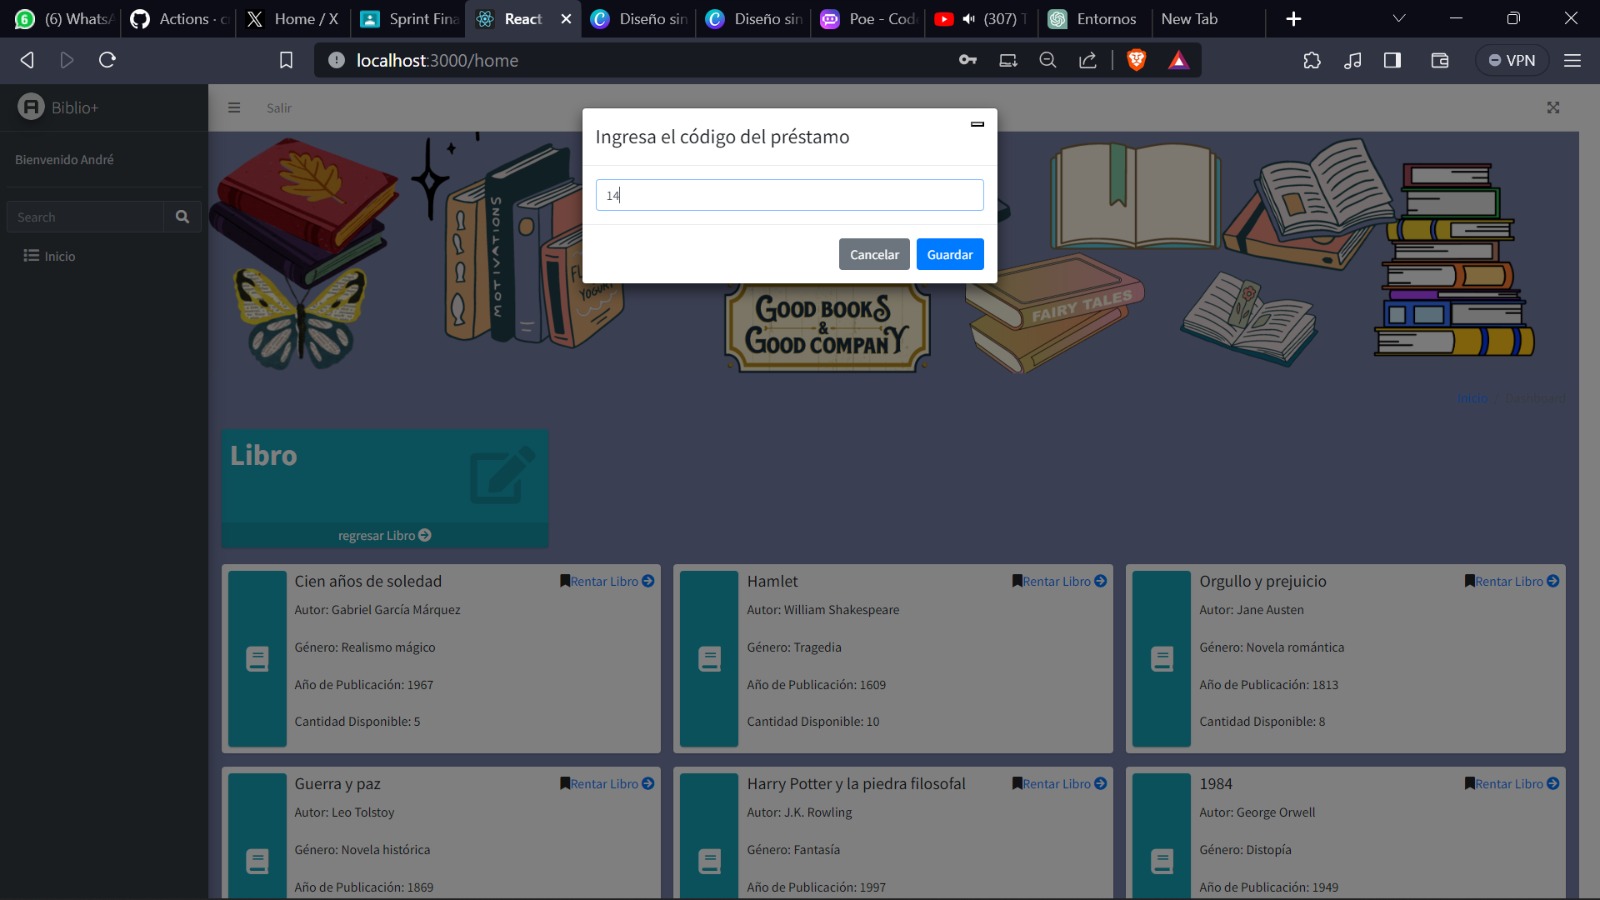 6 (6) Whats
Actions · c
Home / X
Sprint Fina
React
Diseño sin
Diseño sin
Poe - Cod
(307)
Entornos
New Tab
localhost:3000/home
VPN
A Biblio+
Salir
Bienvenido André
Search
Inicio
Ingresa el código del préstamo
14
Cancelar Guardar
MOTIVATIONS
YOGURT
GOOD BOOKS
&
GOOD COMPANY
FAIRY TALES
Inicio / Dashboard
Libro
regresar Libro
Cien años de soledad Rentar Libro
Autor: Gabriel García Márquez
Género: Realismo mágico
Año de Publicación: 1967
Cantidad Disponible: 5
Hamlet Rentar Libro
Autor: William Shakespeare
Género: Tragedia
Año de Publicación: 1609
Cantidad Disponible: 10
Orgullo y prejuicio Rentar Libro
Autor: Jane Austen
Género: Novela romántica
Año de Publicación: 1813
Cantidad Disponible: 8
Guerra y paz Rentar Libro
Autor: Leo Tolstoy
Género: Novela histórica
Año de Publicación: 1869
Harry Potter y la piedra filosofal Rentar Libro
Autor: J.K. Rowling
Género: Fantasía
Año de Publicación: 1997
1984 Rentar Libro
Autor: George Orwell
Género: Distopía
Año de Publicación: 1949